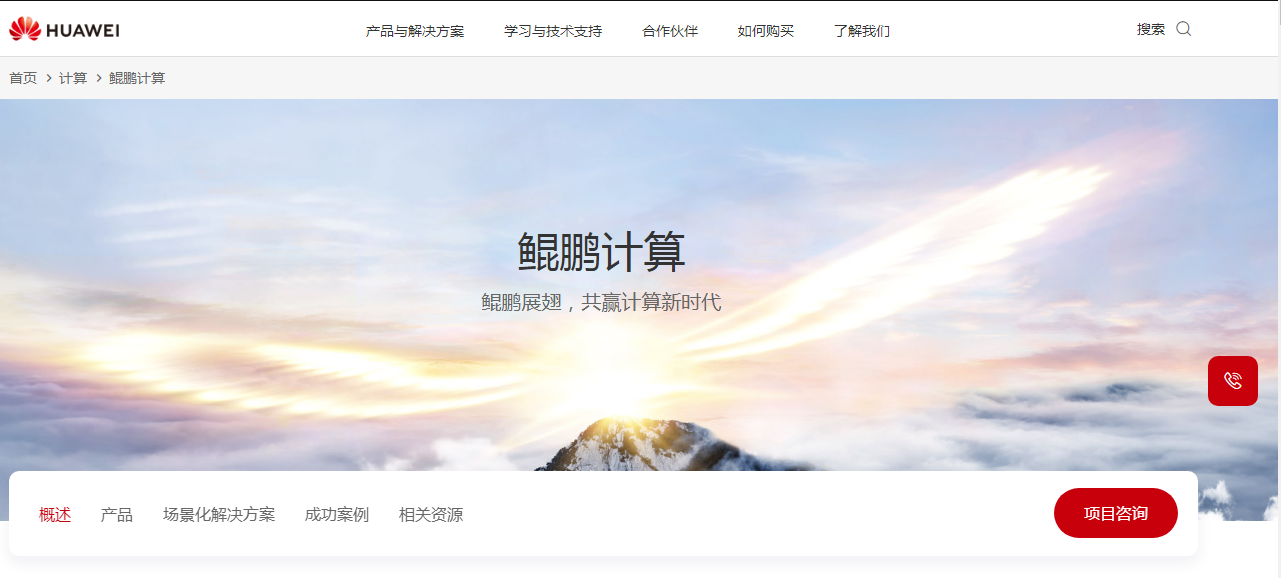 HUAWEI 产品与解决方案 学习与技术支持 合作伙伴 如何购买 了解我们 搜索
首页 > 计算 > 鲲鹏计算
鲲鹏计算
鲲鹏展翅，共赢计算新时代
概述 产品 场景化解决方案 成功案例 相关资源 项目咨询